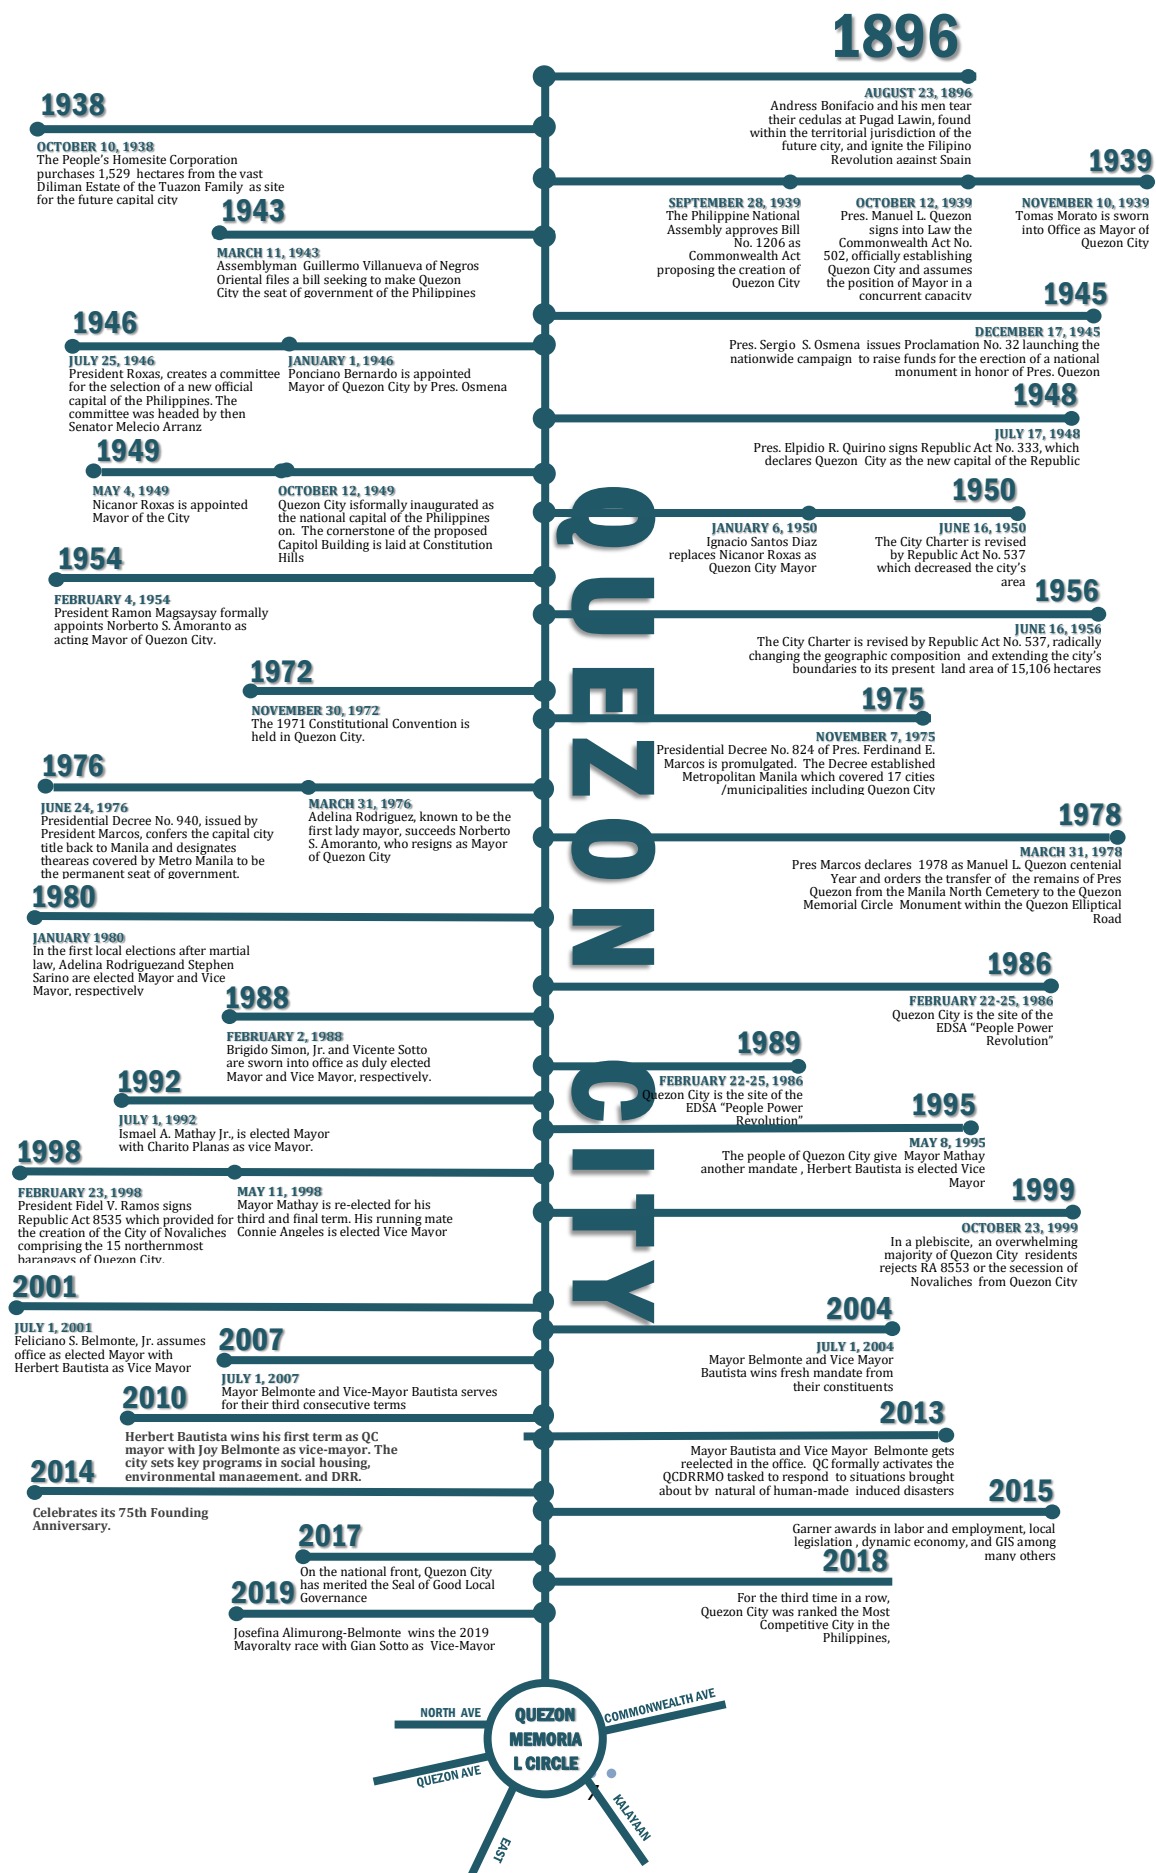 1896
AUGUST 23, 1896
Andress Bonifacio and his men tear
their cedulas at Pugad Lawin, found
within the territorial jurisdiction of the
future city, and ignite the Filipino
Revolution against Spain
1938
OCTOBER 10, 1938
The People's Homesite Corporation
purchases 1,529 hectares from the vast
Diliman Estate of the Tuazon Family as site
for the future capital city
1939
SEPTEMBER 28, 1939
The Philippine National
Assembly approves Bill
No. 1206 as
Commonwealth Act
proposing the creation of
Quezon City
OCTOBER 12, 1939
Pres. Manuel L. Quezon
signs into Law the
Commonwealth Act No.
502, officially establishing
Quezon City and assumes
the position of Mayor in a
concurrent capacity
NOVEMBER 10, 1939
Tomas Morato is sworn
into Office as Mayor of
Quezon City
1943
MARCH 11, 1943
Assemblyman Guillermo Villanueva of Negros
Oriental files a bill seeking to make Quezon
City the seat of government of the Philippines
1945
DECEMBER 17, 1945
Pres. Sergio S. Osmena issues Proclamation No. 32 launching the
nationwide campaign to raise funds for the erection of a national
monument in honor of Pres. Quezon
1946
JULY 25, 1946
President Roxas, creates a committee
for the selection of a new official
capital of the Philippines. The
committee was headed by then
Senator Melecio Arranz
JANUARY 1, 1946
Ponciano Bernardo is appointed
Mayor of Quezon City by Pres. Osmena
1948
JULY 17, 1948
Pres. Elpidio R. Quirino signs Republic Act No. 333, which
declares Quezon City as the new capital of the Republic
1949
MAY 4, 1949
Nicanor Roxas is appointed
Mayor of the City
OCTOBER 12, 1949
Quezon City isformally inaugurated as
the national capital of the Philippines
on. The cornerstone of the proposed
Capitol Building is laid at Constitution
Hills
1950
JANUARY 6, 1950
Ignacio Santos Diaz
replaces Nicanor Roxas as
Quezon City Mayor
JUNE 16, 1950
The City Charter is revised
by Republic Act No. 537
which decreased the city's
area
1954
FEBRUARY 4, 1954
President Ramon Magsaysay formally
appoints Norberto S. Amoranto as
acting Mayor of Quezon City.
1956
JUNE 16, 1956
The City Charter is revised by Republic Act No. 537, radically
changing the geographic composition and extending the city's
boundaries to its present land area of 15,106 hectares
1972
NOVEMBER 30, 1972
The 1971 Constitutional Convention is
held in Quezon City.
1975
NOVEMBER 7, 1975
Presidential Decree No. 824 of Pres. Ferdinand E.
Marcos is promulgated. The Decree established
Metropolitan Manila which covered 17 cities
/municipalities including Quezon City
1976
JUNE 24, 1976
Presidential Decree No. 940, issued by
President Marcos, confers the capital city
title back to Manila and designates
theareas covered by Metro Manila to be
the permanent seat of government.
MARCH 31, 1976
Adelina Rodriguez, known to be the
first lady mayor, succeeds Norberto
S. Amoranto, who resigns as Mayor
of Quezon City
1978
MARCH 31, 1978
Pres Marcos declares 1978 as Manuel L. Quezon centenial
Year and orders the transfer of the remains of Pres
Quezon from the Manila North Cemetery to the Quezon
Memorial Circle Monument within the Quezon Elliptical
Road
1980
JANUARY 1980
In the first local elections after martial
law, Adelina Rodriguezand Stephen
Sarino are elected Mayor and Vice
Mayor, respectively
1986
FEBRUARY 22-25, 1986
Quezon City is the site of the
EDSA “People Power
Revolution”
1988
FEBRUARY 2, 1988
Brigido Simon, Jr. and Vicente Sotto
are sworn into office as duly elected
Mayor and Vice Mayor, respectively.
1989
FEBRUARY 22-25, 1986
Quezon City is the site of the
EDSA “People Power
Revolution”
1992
JULY 1, 1992
Ismael A. Mathay Jr., is elected Mayor
with Charito Planas as vice Mayor.
1995
MAY 8, 1995
The people of Quezon City give Mayor Mathay
another mandate , Herbert Bautista is elected Vice
Mayor
1998
FEBRUARY 23, 1998
President Fidel V. Ramos signs
Republic Act 8535 which provided for
the creation of the City of Novaliches
comprising the 15 northernmost
barangays of Quezon City.
MAY 11, 1998
Mayor Mathay is re-elected for his
third and final term. His running mate
Connie Angeles is elected Vice Mayor
1999
OCTOBER 23, 1999
In a plebiscite, an overwhelming
majority of Quezon City residents
rejects RA 8553 or the secession of
Novaliches from Quezon City
QUEZON CITY
2001
JULY 1, 2001
Feliciano S. Belmonte, Jr. assumes
office as elected Mayor with
Herbert Bautista as Vice Mayor
2004
JULY 1, 2004
Mayor Belmonte and Vice Mayor
Bautista wins fresh mandate from
their constituents
2007
JULY 1, 2007
Mayor Belmonte and Vice-Mayor Bautista serves
for their third consecutive terms
2010
Herbert Bautista wins his first term as QC
mayor with Joy Belmonte as vice-mayor. The
city sets key programs in social housing,
environmental management. and DRR.
2013
Mayor Bautista and Vice Mayor Belmonte gets
reelected in the office. QC formally activates the
QCDRRMO tasked to respond to situations brought
about by natural of human-made induced disasters
2014
Celebrates its 75th Founding
Anniversary.
2015
Garner awards in labor and employment, local
legislation , dynamic economy, and GIS among
many others
2017
On the national front, Quezon City
has merited the Seal of Good Local
Governance
2018
For the third time in a row,
Quezon City was ranked the Most
Competitive City in the
Philippines,
2019
Josefina Alimurong-Belmonte wins the 2019
Mayoralty race with Gian Sotto as Vice-Mayor
QUEZON
MEMORIA
L CIRCLE
NORTH AVE
COMMONWEALTH AVE
QUEZON AVE
KALAYAAN
EAST